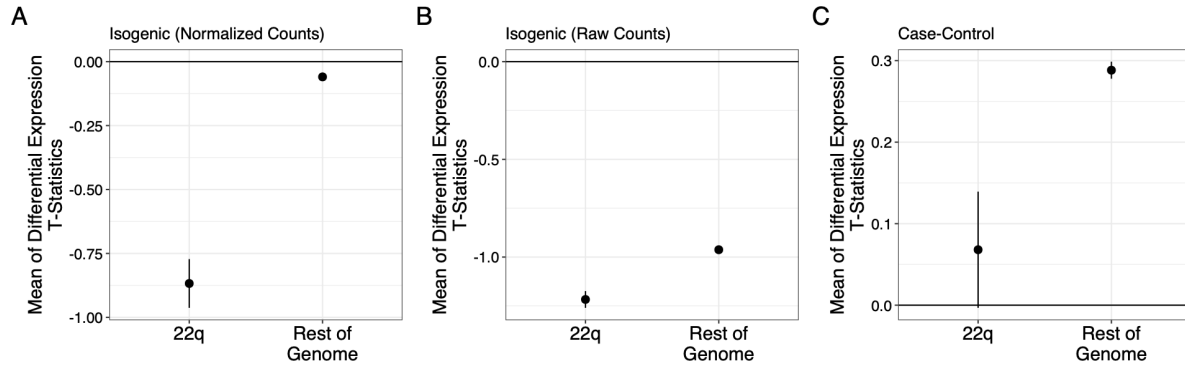 A
Isogenic (Normalized Counts)
Mean of Differential Expression
T-Statistics
0.00
-0.25
-0.50
-0.75
-1.00
22q
Rest of
Genome
B
Isogenic (Raw Counts)
Mean of Differential Expression
T-Statistics
0.0
-0.5
-1.0
22q
Rest of
Genome
C
Case-Control
Mean of Differential Expression
T-Statistics
0.3
0.2
0.1
0.0
22q
Rest of
Genome